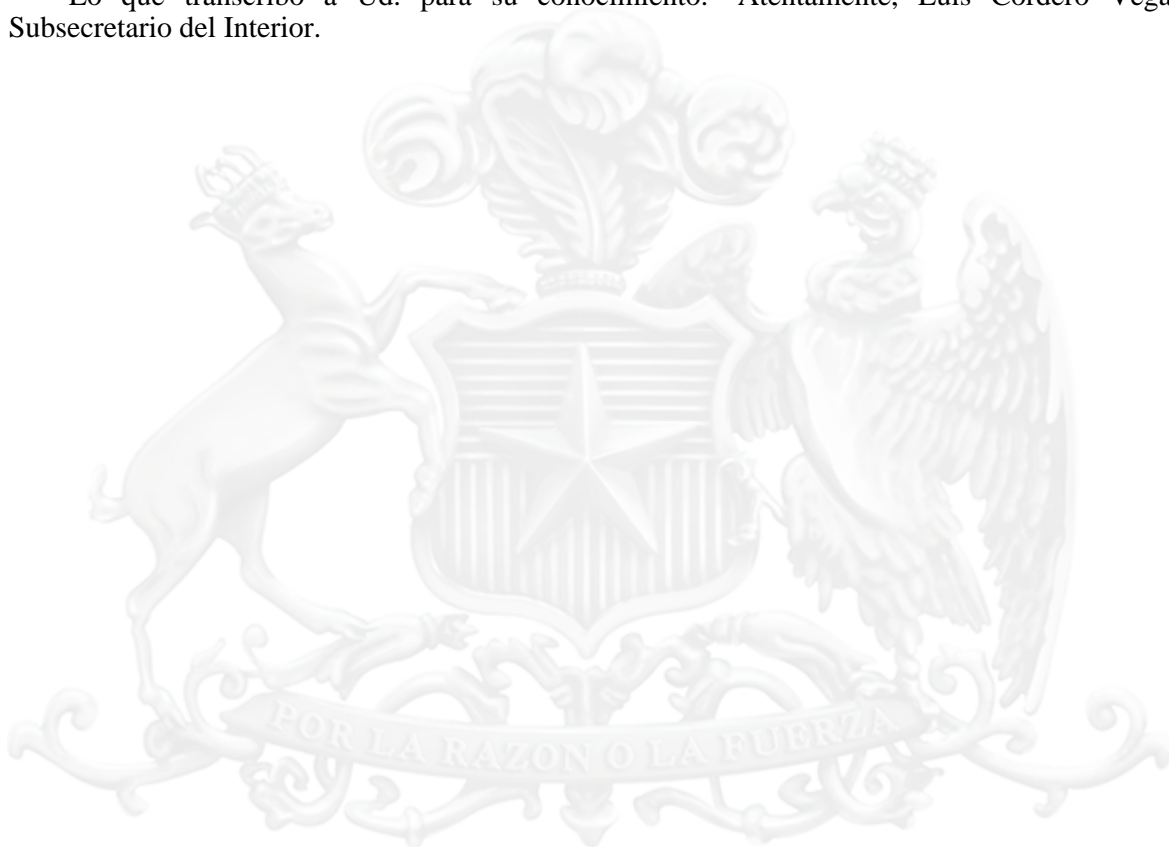 Lo que transcribo a Ud. para su conocimiento.- Atentamente, Luis Cordero Vega
Subsecretario del Interior.
POR LA RAZON O LA FUERZA